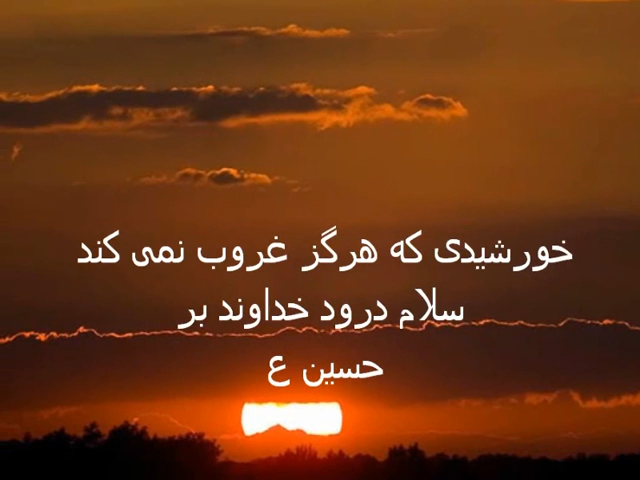 خورشیدی که هرگز غروب نمی کند
سلام درود خداوند بر
حسین ع